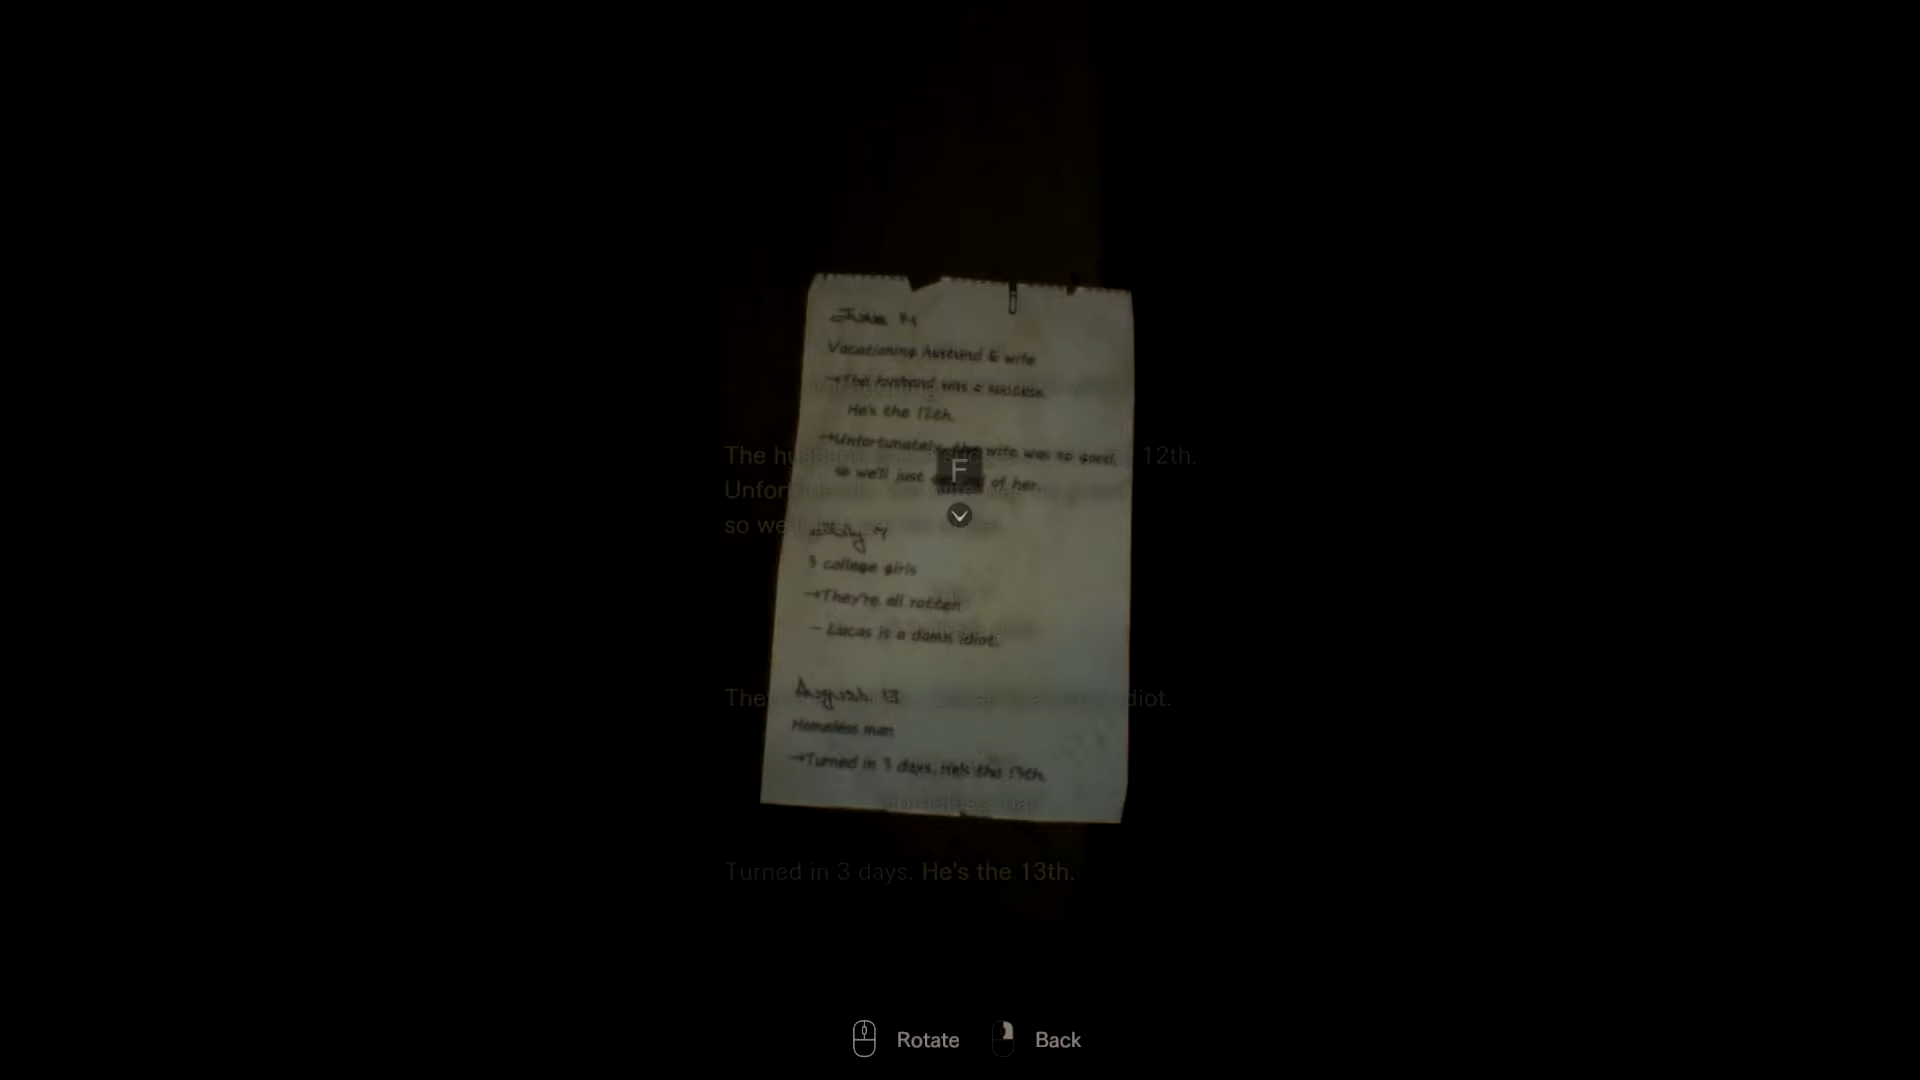 Vacationing husband & wife
→The husband was a
He's the 12th.
→Unfortunately, the wife was no good,
so we'll just of her.
F
3 college girls
→They're all rotten
- Lucas is a damn idiot.
August. 13
Homeless man
→Turned in 3 days. He's the 13th.
The 12th.
Unfor
so we
The diot.
Turned in 3 days. He's the 13th.
Rotate Back